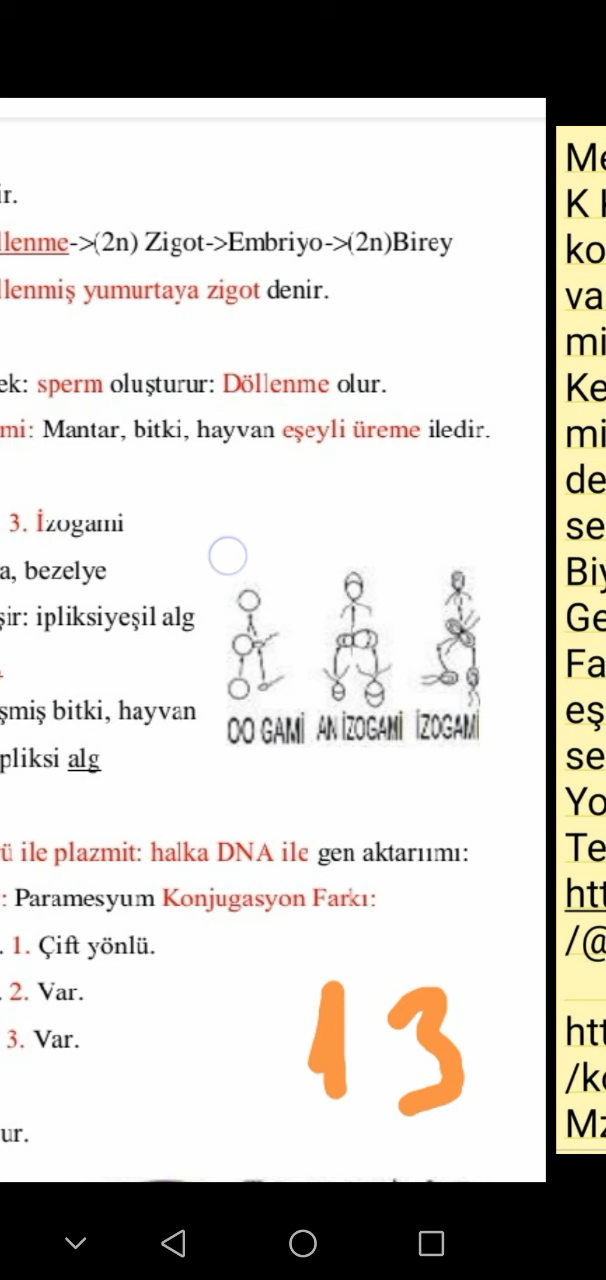 ir.
llenme->(2n) Zigot->Embriyo->(2n)Birey
llenmiş yumurtaya zigot denir.
ek: sperm oluşturur: Döllenme olur.
mi: Mantar, bitki, hayvan eşeyli üreme iledir.
3. İzogami
a, bezelye
şir: ipliksiyeşil alg
şmiş bitki, hayvan
pliksi alg
OO GAMİ AN İZOGAMİ İZOGAMİ
ü ile plazmit: halka DNA ile gen aktarıımı:
: Paramesyum Konjugasyon Farkı:
. 1. Çift yönlü.
. 2. Var.
3. Var.
13
ur.
Me
K
ko
va
mi
Ke
mi
de
se
Biy
Ge
Fa
eş
se
Yo
Te
htt
/@
htt
/ko
Mz